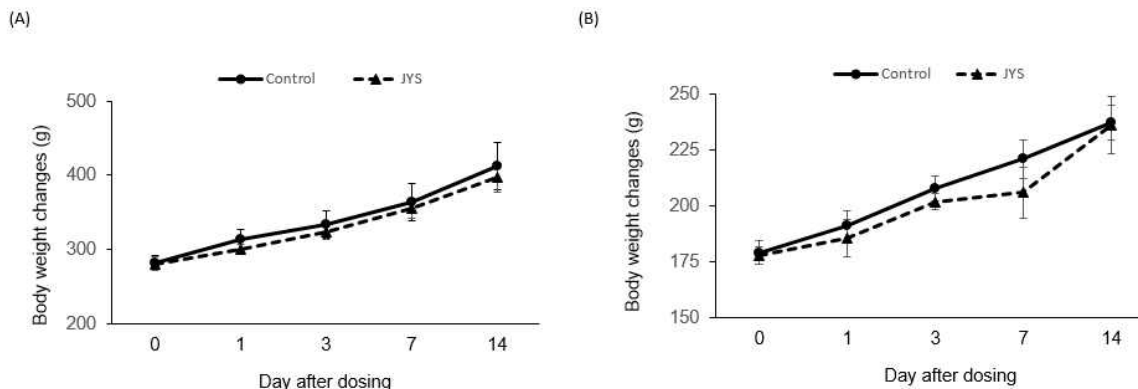 (A)
Control JYS
Body weight changes (g)
500
400
300
200
0 1 3 7 14
Day after dosing
(B)
Control JYS
Body weight changes (g)
250
225
200
175
150
0 1 3 7 14
Day after dosing